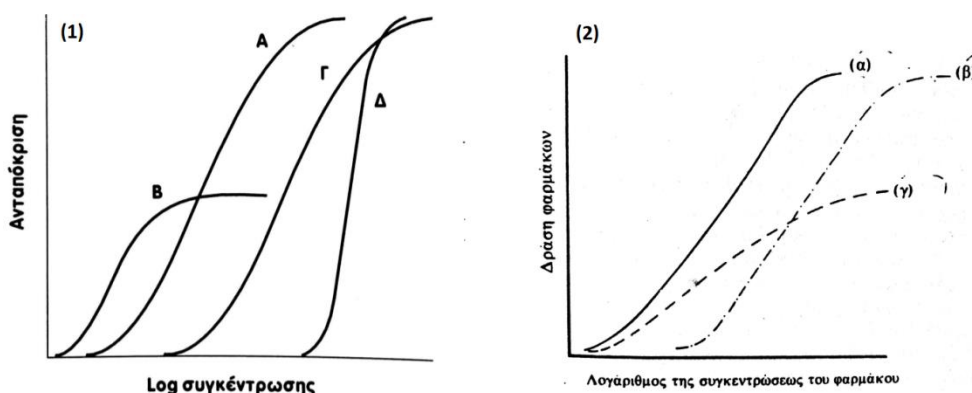 (1)
Α
Β
Γ
Δ
Ανταπόκριση
Log συγκέντρωσης
(2)
(α)
(β)
(γ)
Δράση φαρμάκων
Λογάριθμος της συγκεντρώσεως του φαρμάκου